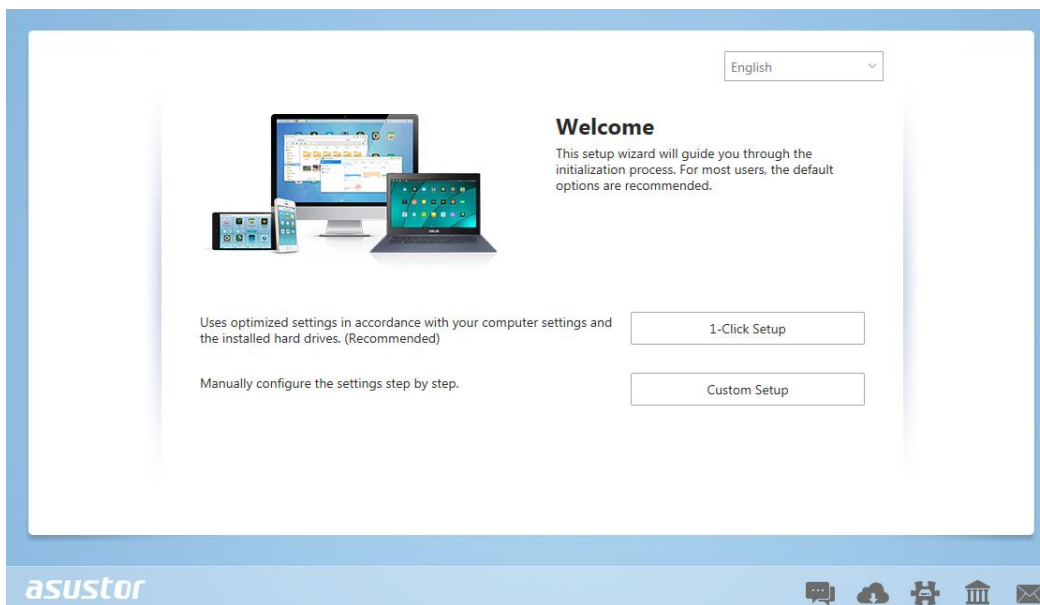 English
Welcome
This setup wizard will guide you through the
initialization process. For most users, the default
options are recommended.
Uses optimized settings in accordance with your computer settings and
the installed hard drives. (Recommended)
1-Click Setup
Manually configure the settings step by step.
Custom Setup
asustor